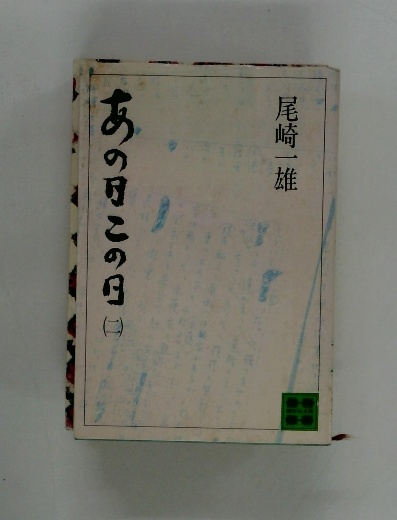 尾崎一雄
あの日この日
(二)